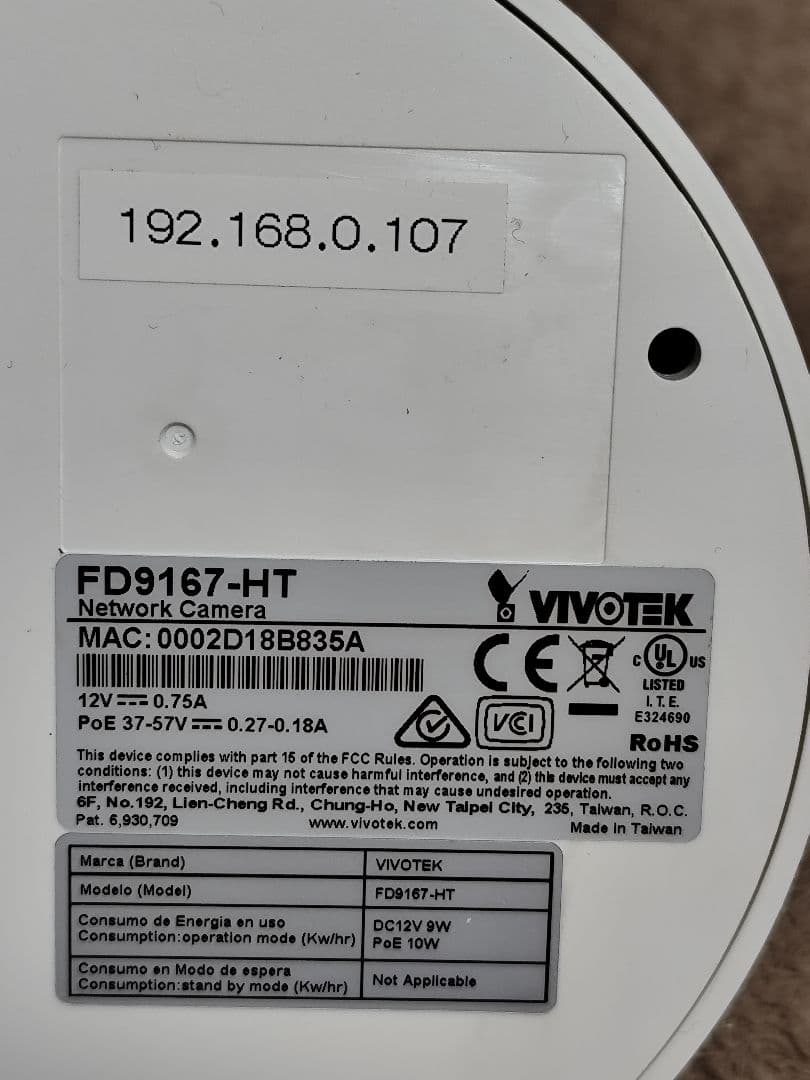 192.168.0.107
FD9167-HT
Network Camera
VIVOTEK
MAC: 0002D18B835A
12V⎓0.75A
PoE 37-57V⎓0.27-0.18A
CE
C UL US
LISTED
I.T.E.
E324690
VCI
RoHS
This device complies with part 15 of the FCC Rules. Operation is subject to the following two
conditions: (1) this device may not cause harmful interference, and (2) this device must accept any
interference received, including interference that may cause undesired operation.
6F, No.192, Lien-Cheng Rd., Chung-Ho, New Taipei City, 235, Taiwan, R.O.C.
Pat. 6,930,709 www.vivotek.com Made in Taiwan
Marca (Brand) VIVOTEK
Modelo (Model) FD9167-HT
Consumo de Energia en uso
Consumption:operation mode (Kw/hr)
DC12V 9W
PoE 10W
Consumo en Modo de espera
Consumption:stand by mode (Kw/hr)
Not Applicable